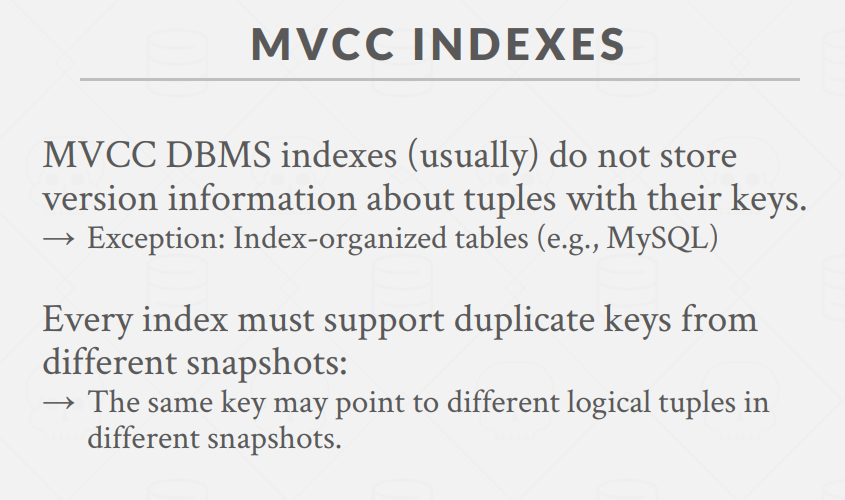 MVCC INDEXES
MVCC DBMS indexes (usually) do not store
version information about tuples with their keys.
→ Exception: Index-organized tables (e.g., MySQL)
Every index must support duplicate keys from
different snapshots:
→ The same key may point to different logical tuples in
different snapshots.